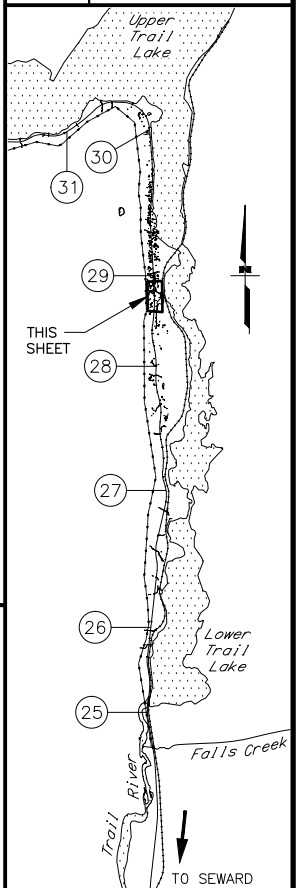 Upper
Trail
Lake
30
31
29
THIS
SHEET
28
27
26
Lower
Trail
Lake
25
Falls Creek
Trail River
TO SEWARD